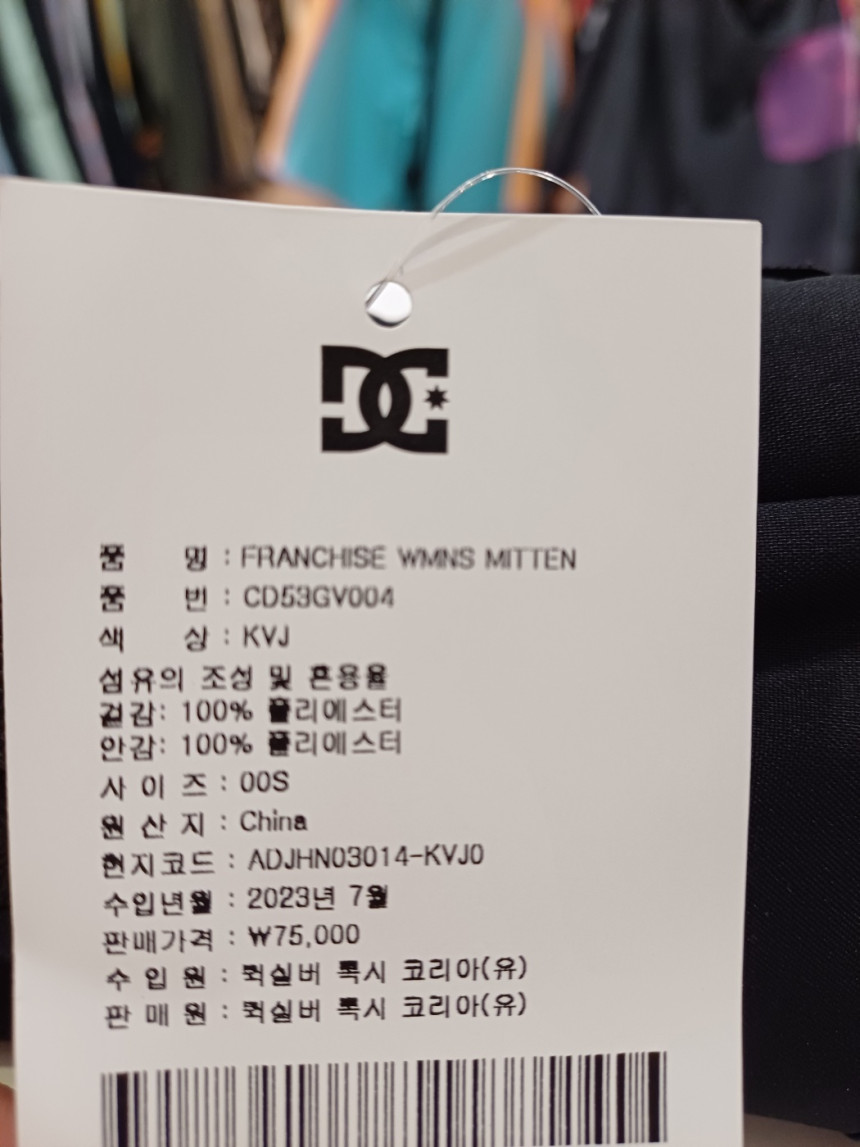 DC
품 명 : FRANCHISE WMNS MITTEN
품 번 : CD53GV004
색 상 : KVJ
섬유의 조성 및 혼용율
겉감: 100% 폴리에스터
안감: 100% 폴리에스터
사 이 즈 : 00S
원 산 지 : China
현지코드 : ADJHN03014-KVJ0
수입년월 : 2023년 7월
판매가격 : ₩75,000
수 입 원 : 퀵실버 록시 코리아(유)
판 매 원 : 퀵실버 록시 코리아(유)